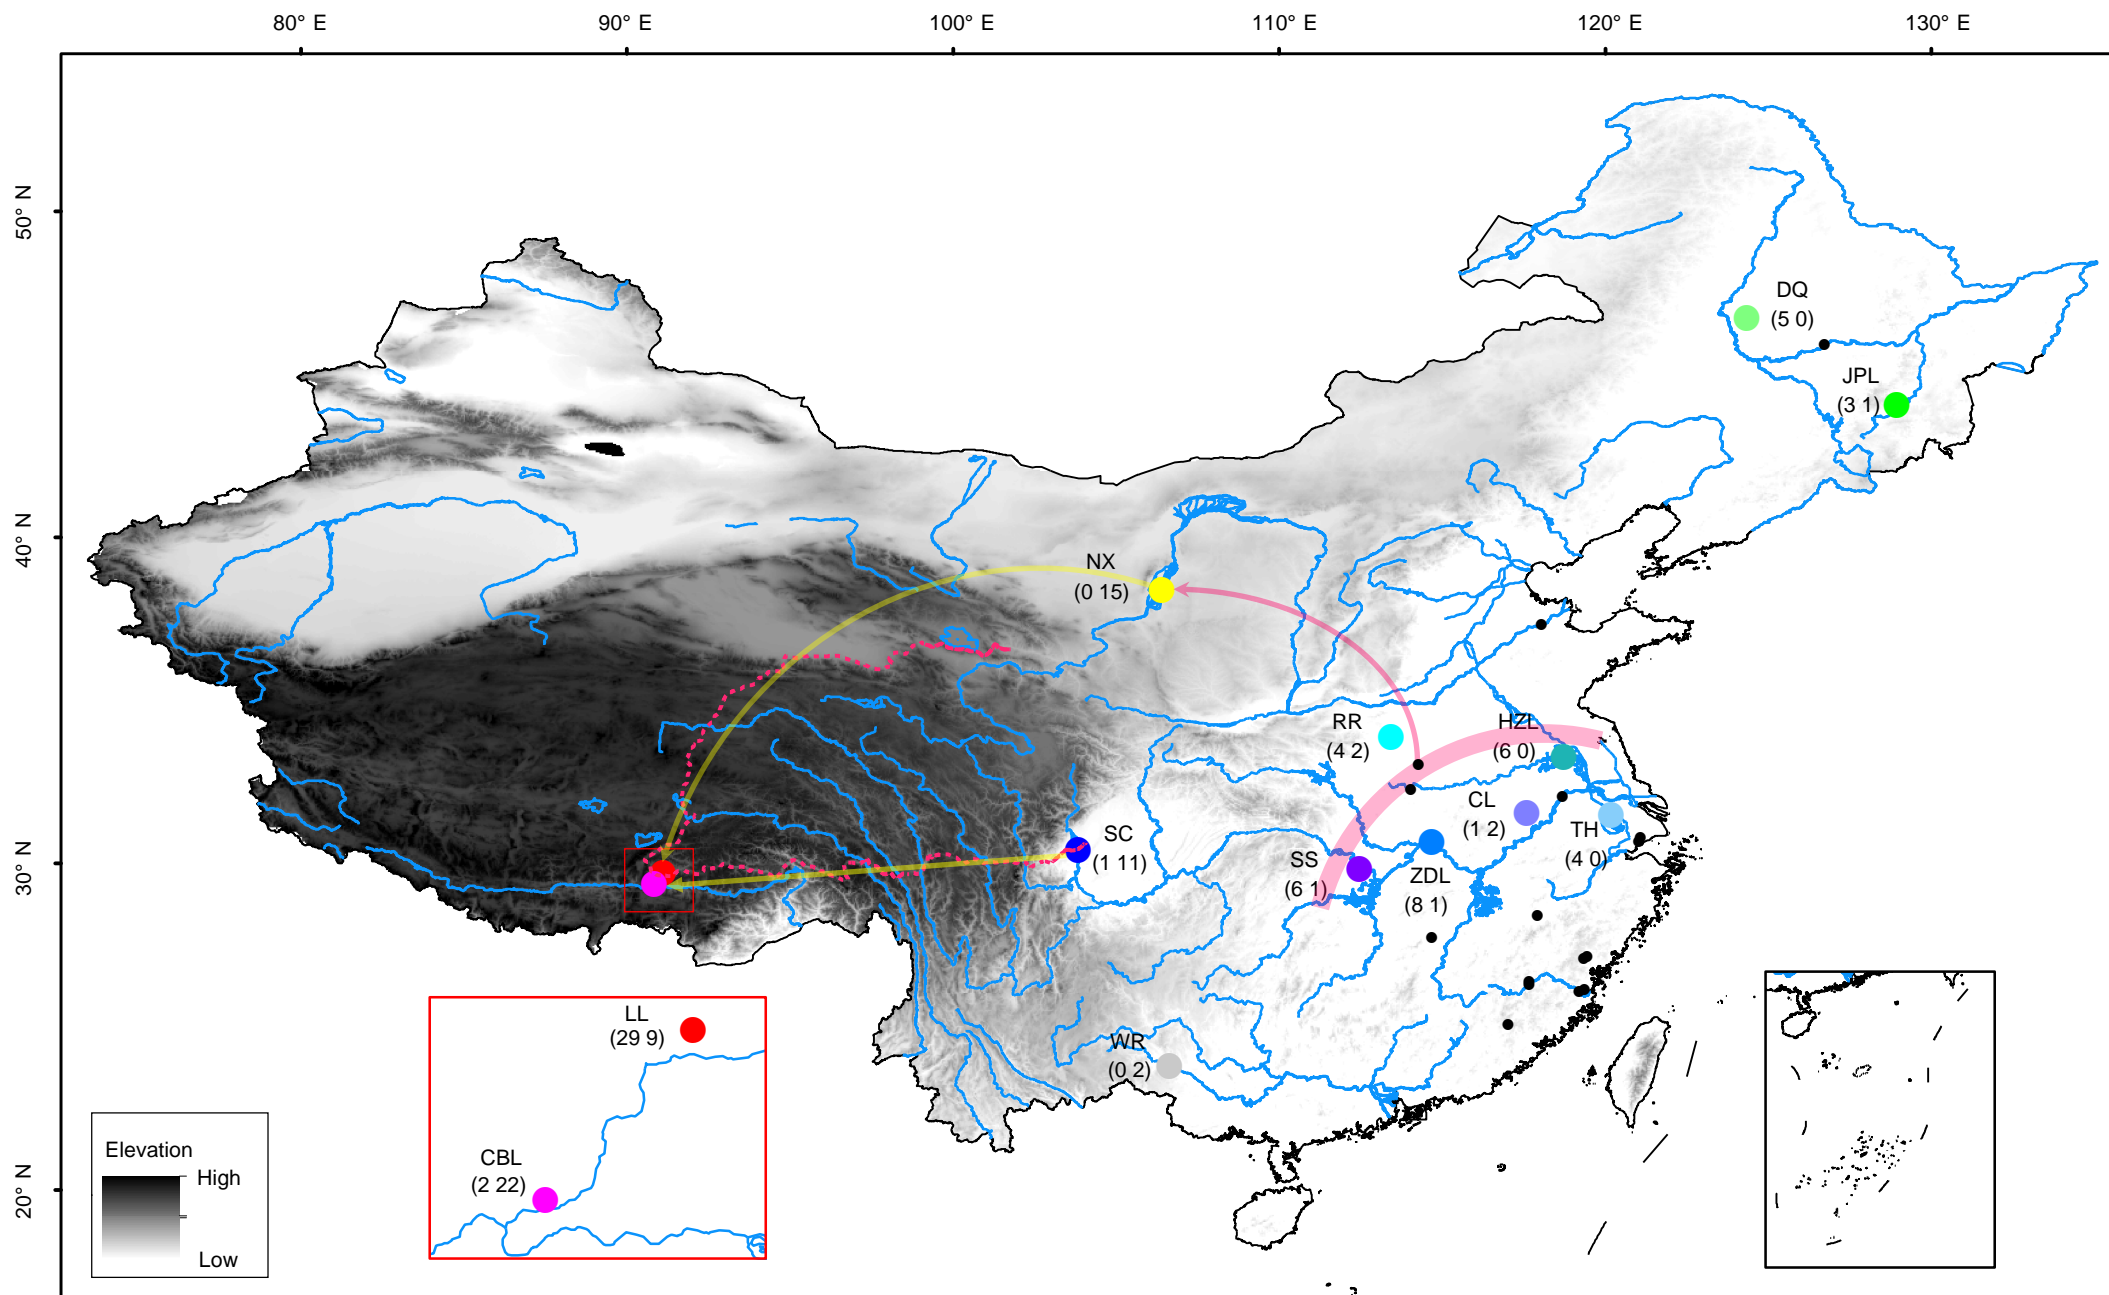 80° E
90° E
100° E
110° E
120° E
130° E
50° N
40° N
30° N
20° N
DQ
(5 0)
JPL
(3 1)
NX
(0 15)
RR
(4 2)
HZL
(6 0)
CL
(1 2)
TH
(4 0)
SC
(1 11)
SS
(6 1)
ZDL
(8 1)
WR
(0 2)
LL
(29 9)
CBL
(2 22)
Elevation
High
Low